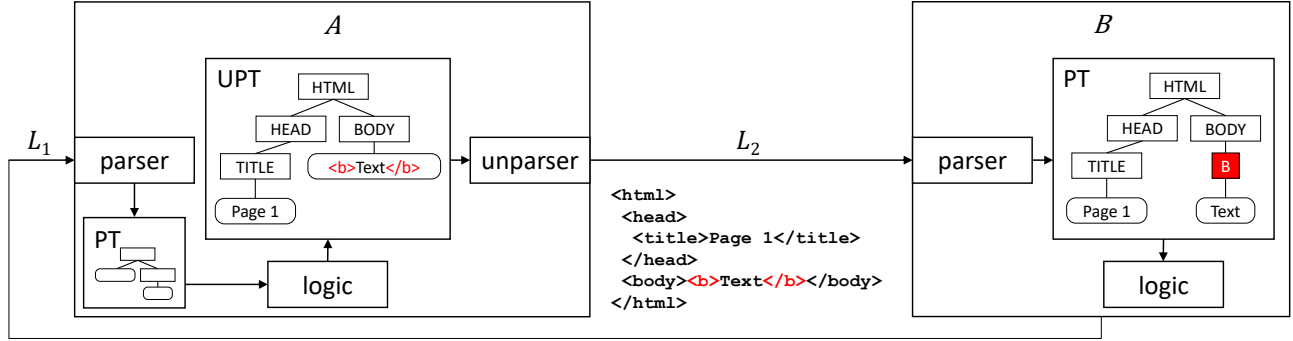 A
B
UPT
HTML
HEAD
BODY
TITLE
<b>Text</b>
Page 1
L1
parser
unparser
L2
PT
logic
<html>
<head>
<title>Page 1</title>
</head>
<body><b>Text</b></body>
</html>
parser
PT
HTML
HEAD
BODY
TITLE
B
Page 1
Text
logic